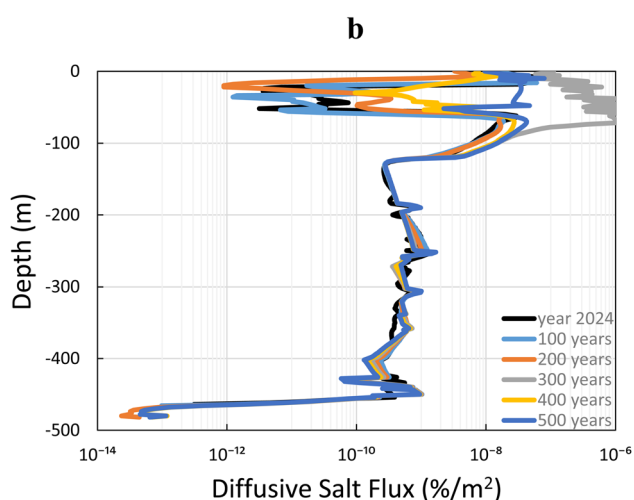 b
0
-100
-200
-300
-400
-500
Depth (m)
year 2024
100 years
200 years
300 years
400 years
500 years
10⁻¹⁴ 10⁻¹² 10⁻¹⁰ 10⁻⁸ 10⁻⁶
Diffusive Salt Flux (%/m²)